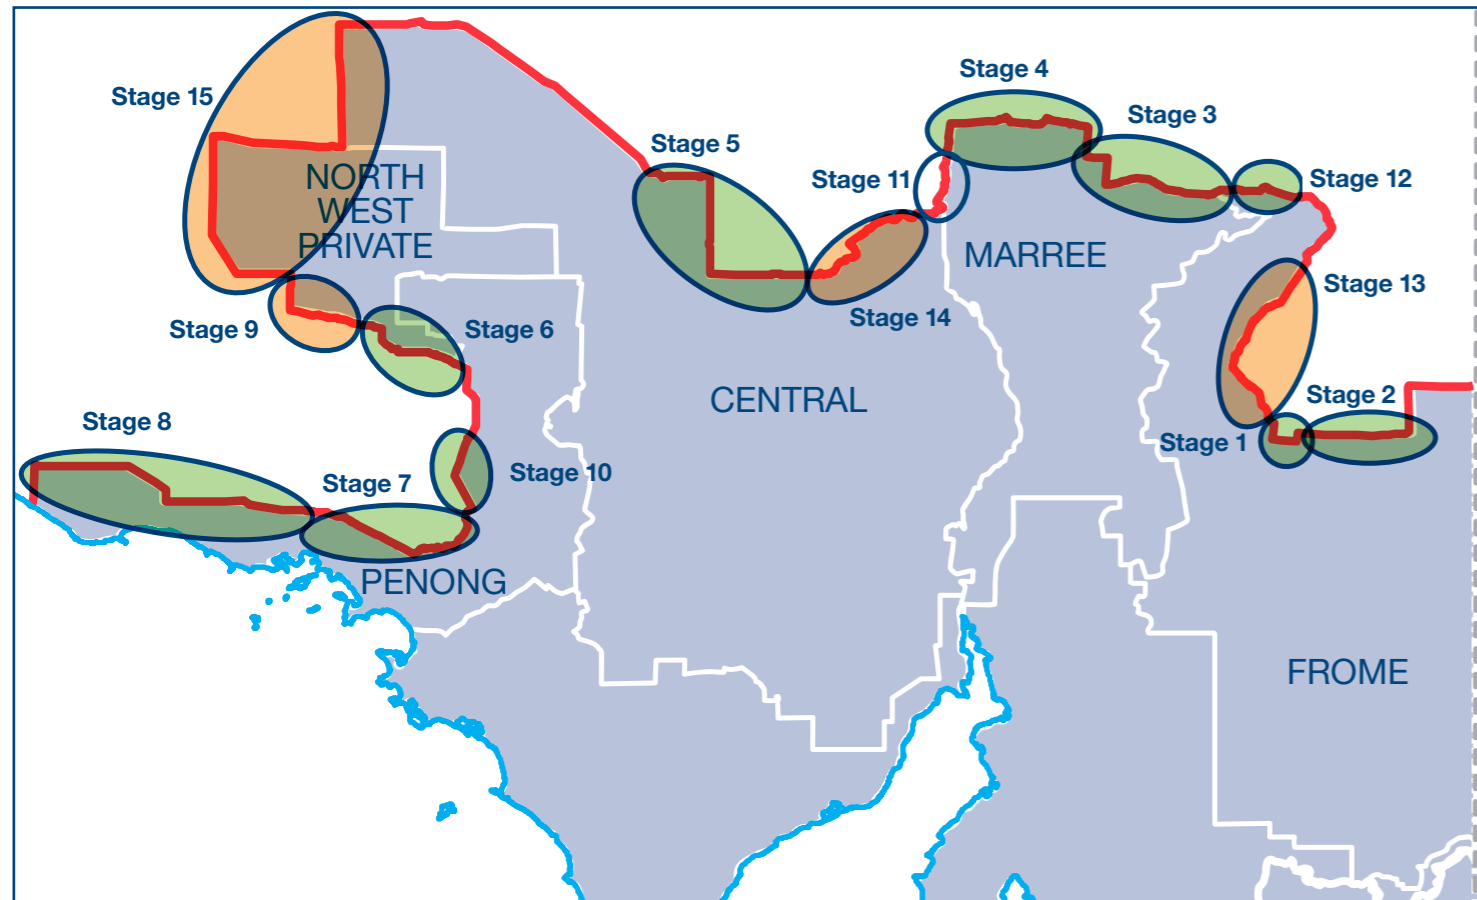 Stage 4
Stage 15
Stage 3
Stage 5
Stage 11
Stage 12
NORTH
WEST
PRIVATE
MARREE
Stage 13
Stage 14
Stage 9
Stage 6
CENTRAL
Stage 2
Stage 8
Stage 1
Stage 10
Stage 7
PENONG
FROME